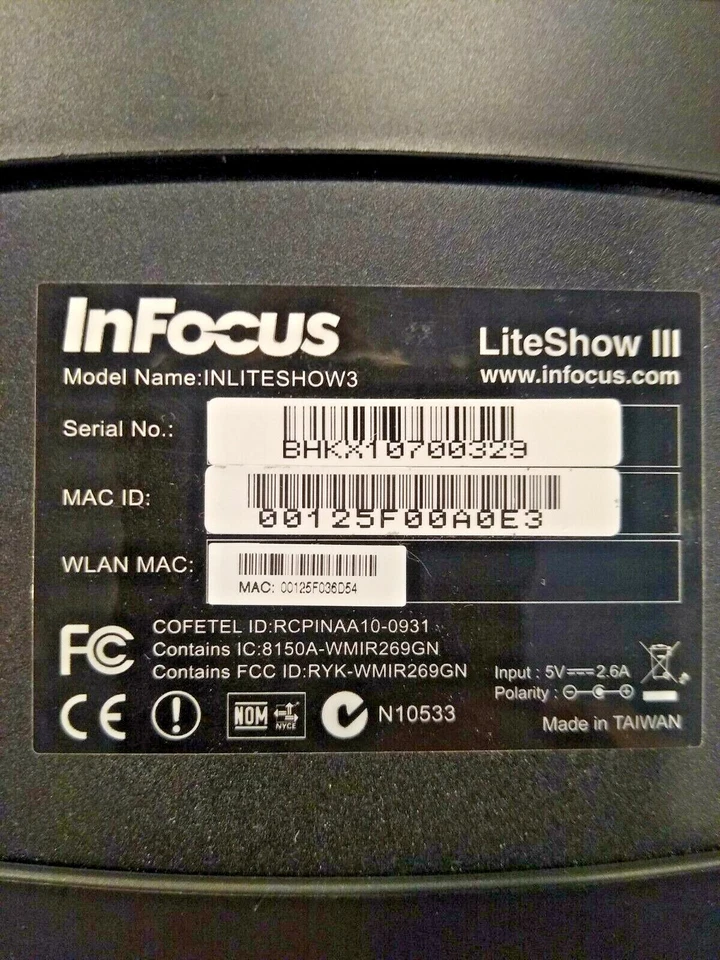 InFocus
LiteShow III
Model Name:INLITESHOW3
www.infocus.com
Serial No.:
BHKX10700329
MAC ID:
00125F00A0E3
WLAN MAC:
MAC: 00125F036D54
FC
COFETEL ID:RCPINAA10-0931
Contains IC:8150A-WMIR269GN
Contains FCC ID:RYK-WMIR269GN
Input : 5V⎓2.6A
Polarity :
CE
NOM
NYCE
N10533
Made in TAIWAN